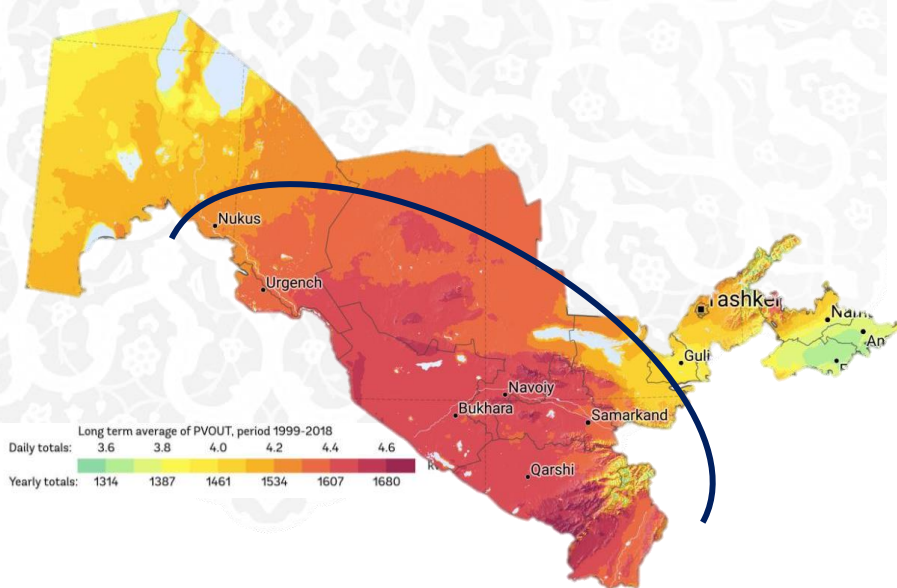 Nukus
Urgench
Guli
Navoiy
Bukhara
Samarkand
Qarshi
Long term average of PVOUT, period 1999-2018
Daily totals: 3.6 3.8 4.0 4.2 4.4 4.6
Yearly totals: 1314 1387 1461 1534 1607 1680